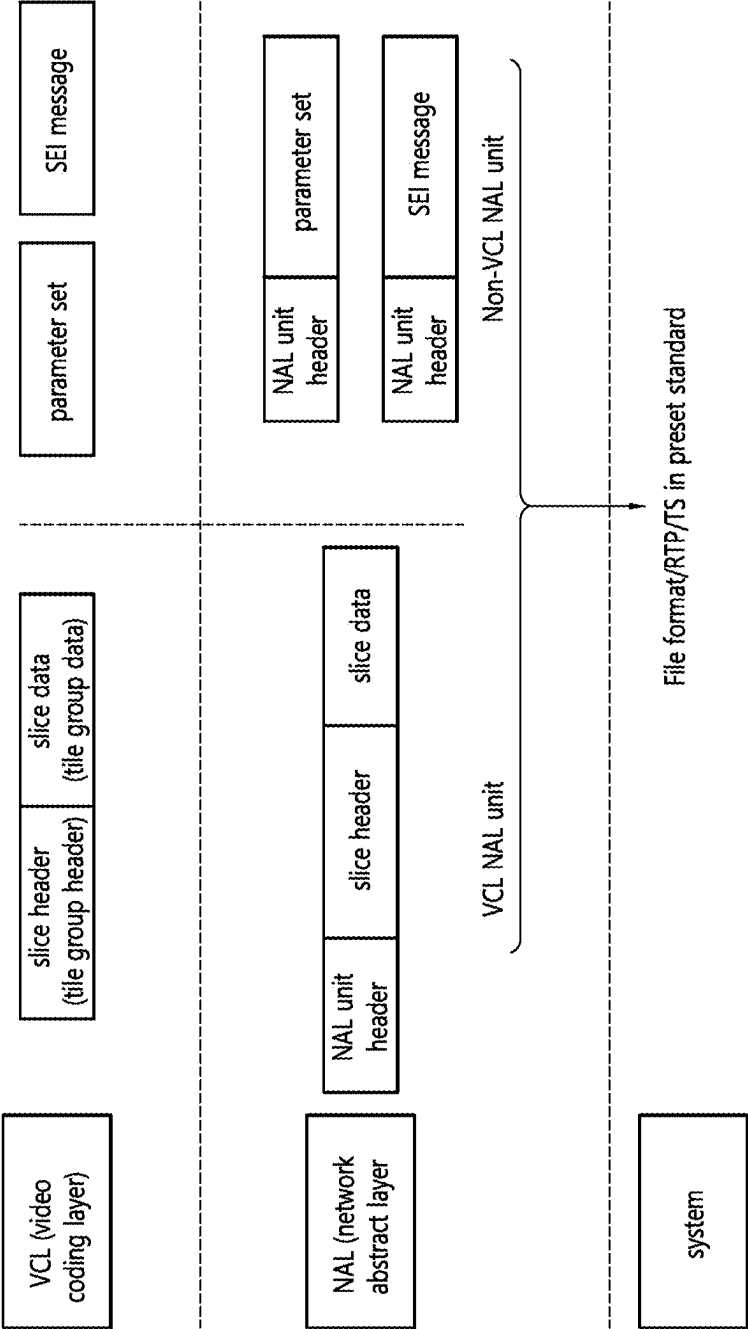 VCL (video
coding layer)
slice header
(tile group header)
slice data
(tile group data)
parameter set
SEI message
NAL (network
abstract layer
NAL unit
header
slice header
slice data
NAL unit
header
parameter set
NAL unit
header
SEI message
VCL NAL unit
Non-VCL NAL unit
system
File format/RTP/TS in preset standard